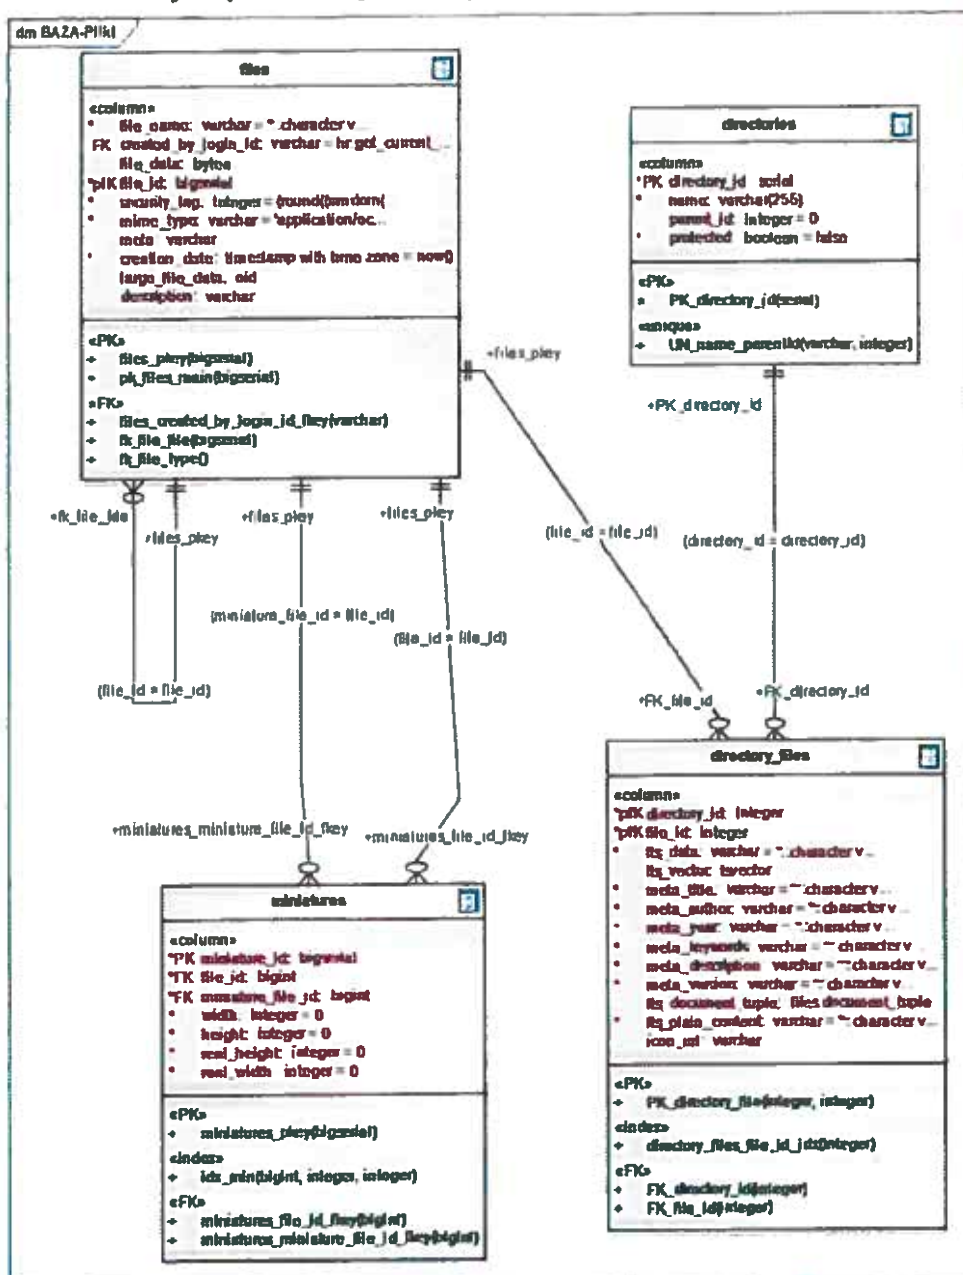 dm BAZA-Pliki
files
«column»
* file_name: varchar = ''::character v...
FK created_by_login_id: varchar = hr.get_current_...
file_data: bytea
*pfK file_id: bigserial
* security_tag: integer = (round((random(
* mime_type: varchar = 'application/oc...
meta: varchar
* creation_date: timestamp with time zone = now()
large_file_data: oid
description: varchar
«PK»
+ files_pkey(bigserial)
+ pk_files_main(bigserial)
«FK»
+ files_created_by_login_id_fkey(varchar)
+ fk_file_file(bigserial)
+ fk_file_type()
directories
«column»
*PK directory_id: serial
* name: varchar(255)
parent_id: integer = 0
* protected: boolean = false
«PK»
+ PK_directory_id(serial)
«unique»
+ UN_name_parentId(varchar, integer)
+files_pkey
+PK_directory_id
+fk_file_file
+files_pkey
+files_pkey
+files_pkey
(file_id = file_id)
(directory_id = directory_id)
(miniature_file_id = file_id)
(file_id = file_id)
(file_id = file_id)
+FK_file_id
+FK_directory_id
+miniatures_miniature_file_id_fkey
+miniatures_file_id_fkey
miniatures
«column»
*PK miniature_id: bigserial
*FK file_id: bigint
*FK miniature_file_id: bigint
* width: integer = 0
* height: integer = 0
* real_height: integer = 0
* real_width: integer = 0
«PK»
+ miniatures_pkey(bigserial)
«index»
+ idx_min(bigint, integer, integer)
«FK»
+ miniatures_file_id_fkey(bigint)
+ miniatures_miniature_file_id_fkey(bigint)
directory_files
«column»
*pfK directory_id: integer
*pfK file_id: integer
* fts_data: varchar = ''::character v...
fts_vector: tsvector
* meta_title: varchar = ''::character v...
* meta_author: varchar = ''::character v...
* meta_year: varchar = ''::character v...
* meta_keywords: varchar = ''::character v...
* meta_description: varchar = ''::character v...
* meta_version: varchar = ''::character v...
fts_document_tuple: files.document_tuple
* fts_plain_content: varchar = ''::character v...
icon_url: varchar
«PK»
+ PK_directory_file(integer, integer)
«index»
+ directory_files_file_id_idx(integer)
«FK»
+ FK_directory_id(integer)
+ FK_file_id(integer)